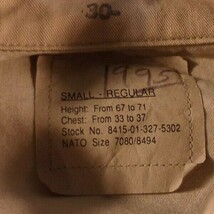 30-
1995
SMALL - REGULAR
Height: From 67 to 71
Chest: From 33 to 37
Stock No. 8415-01-327-5302
NATO Size 7080/8494